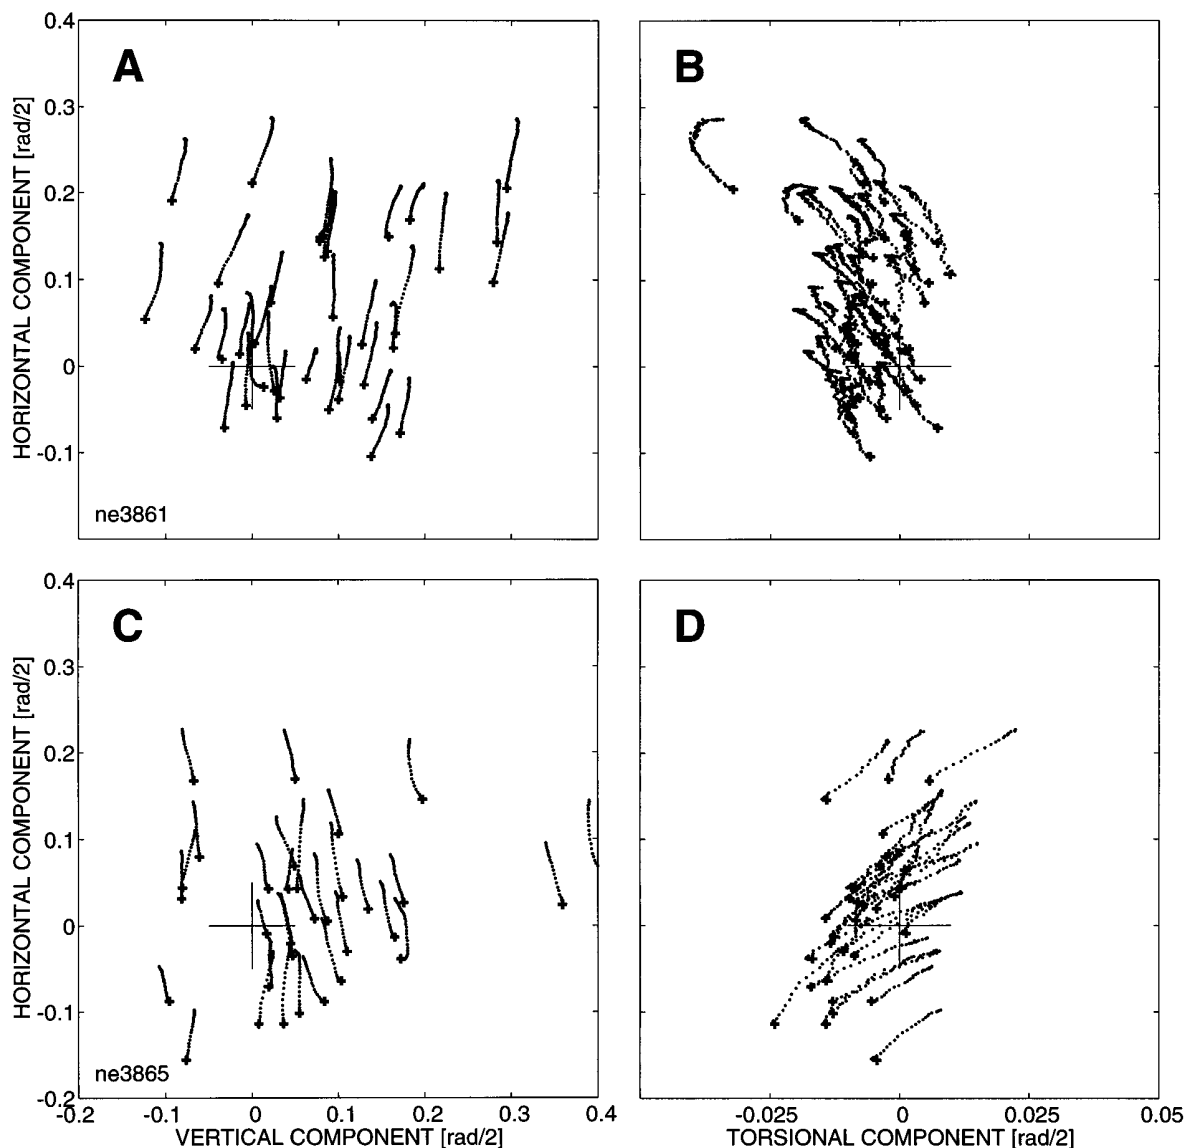 0.4
A
B
0.3
0.2
0.1
0
-0.1
HORIZONTAL COMPONENT [rad/2]
ne3861
0.4
C
D
0.3
0.2
0.1
0
-0.1
-0.2
HORIZONTAL COMPONENT [rad/2]
ne3865
-0.2 -0.1 0 0.1 0.2 0.3 0.4
-0.025 0 0.025 0.05
VERTICAL COMPONENT [rad/2]
TORSIONAL COMPONENT [rad/2]